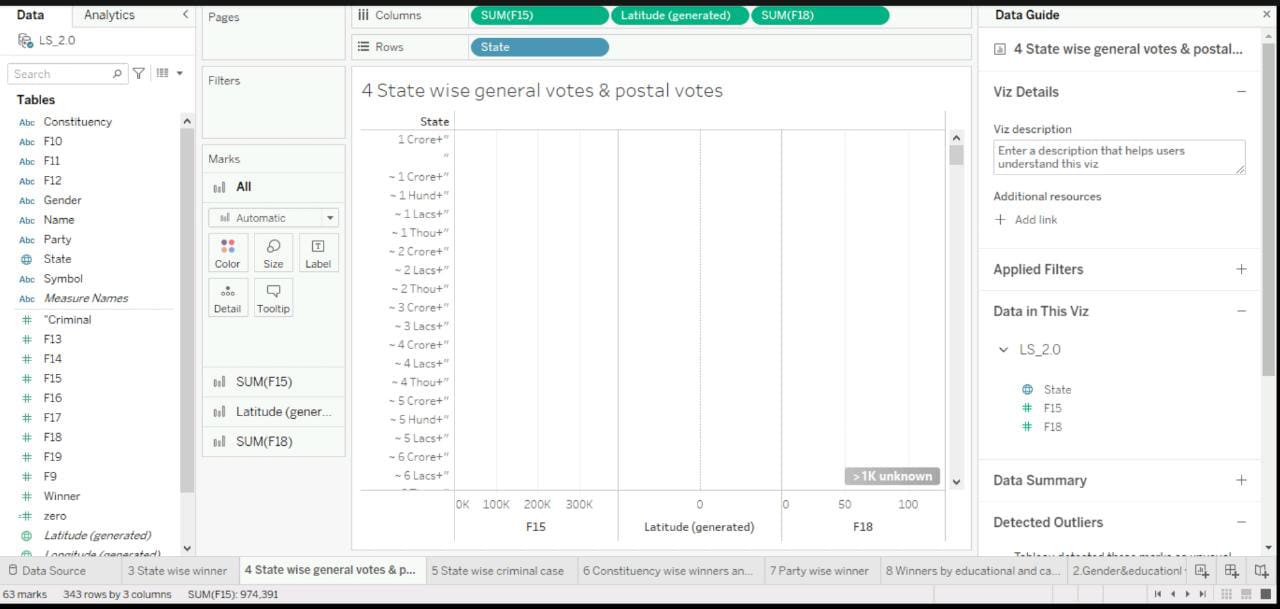 Data
Analytics
LS_2.0
Search
Tables
Abc Constituency
Abc F10
Abc F11
Abc F12
Abc Gender
Abc Name
Abc Party
State
Abc Symbol
Abc Measure Names
# "Criminal
# F13
# F14
# F15
# F16
# F17
# F18
# F19
# F9
# Winner
=# zero
Latitude (generated)
Longitude (generated)
Pages
Filters
Marks
All
Automatic
Color
Size
Label
Detail
Tooltip
SUM(F15)
Latitude (gener...
SUM(F18)
Columns
SUM(F15)
Latitude (generated)
SUM(F18)
Rows
State
4 State wise general votes & postal votes
State
1 Crore+"
"
~ 1 Crore+"
~ 1 Hund+"
~ 1 Lacs+"
~ 1 Thou+"
~ 2 Crore+"
~ 2 Lacs+"
~ 2 Thou+"
~ 3 Crore+"
~ 3 Lacs+"
~ 4 Crore+"
~ 4 Lacs+"
~ 4 Thou+"
~ 5 Crore+"
~ 5 Hund+"
~ 5 Lacs+"
~ 6 Crore+"
~ 6 Lacs+"
>1K unknown
0K 100K 200K 300K
0
0 50 100
F15
Latitude (generated)
F18
Data Guide
4 State wise general votes & postal...
Viz Details
Viz description
Enter a description that helps users
understand this viz
Additional resources
+ Add link
Applied Filters
Data in This Viz
LS_2.0
State
# F15
# F18
Data Summary
Detected Outliers
Tableau detected these marks as unusual
Data Source
3 State wise winner
4 State wise general votes & p...
5 State wise criminal case
6 Constituency wise winners an...
7 Party wise winner
8 Winners by educational and ca...
2.Gender&education
63 marks
343 rows by 3 columns
SUM(F15): 974,391